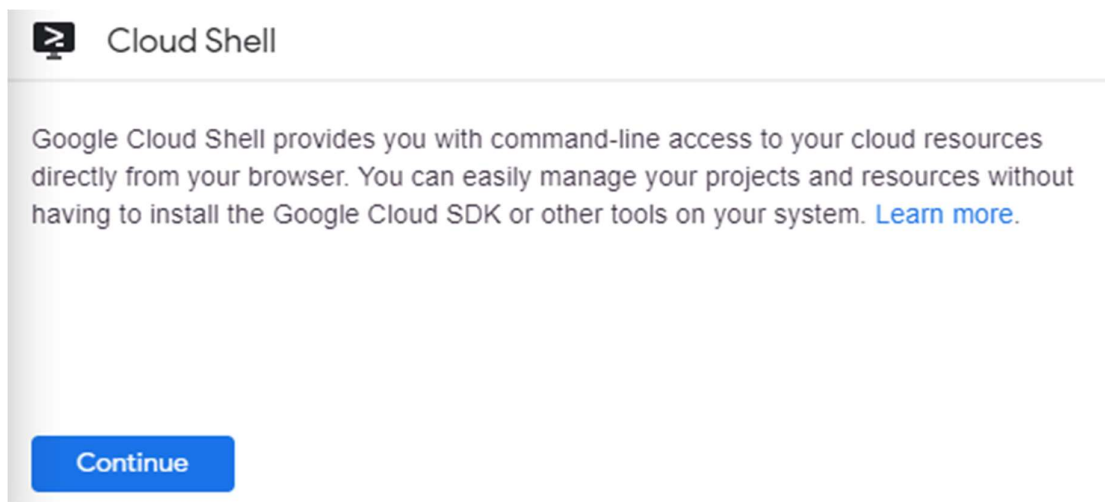 Cloud Shell
Google Cloud Shell provides you with command-line access to your cloud resources
directly from your browser. You can easily manage your projects and resources without
having to install the Google Cloud SDK or other tools on your system. Learn more.
Continue